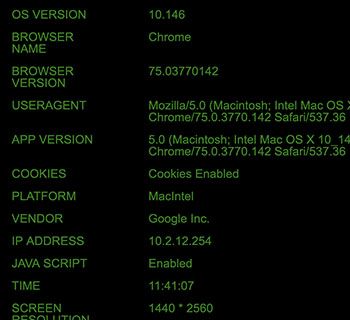 OS VERSION 10.146
BROWSER NAME Chrome
BROWSER VERSION 75.03770142
USERAGENT Mozilla/5.0 (Macintosh; Intel Mac OS X
Chrome/75.0.3770.142 Safari/537.36
APP VERSION 5.0 (Macintosh; Intel Mac OS X 10_14
Chrome/75.0.3770.142 Safari/537.36
COOKIES Cookies Enabled
PLATFORM MacIntel
VENDOR Google Inc.
IP ADDRESS 10.2.12.254
JAVA SCRIPT Enabled
TIME 11:41:07
SCREEN 1440 * 2560
RESOLUTION